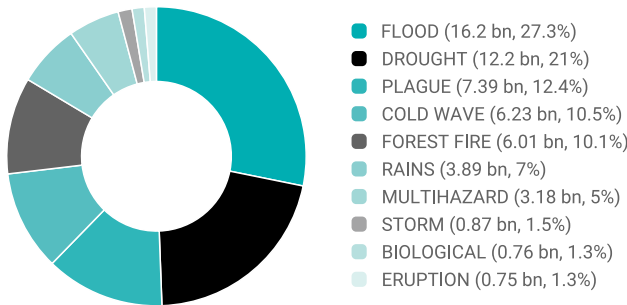 FLOOD (16.2 bn, 27.3%)
DROUGHT (12.2 bn, 21%)
PLAGUE (7.39 bn, 12.4%)
COLD WAVE (6.23 bn, 10.5%)
FOREST FIRE (6.01 bn, 10.1%)
RAINS (3.89 bn, 7%)
MULTIHAZARD (3.18 bn, 5%)
STORM (0.87 bn, 1.5%)
BIOLOGICAL (0.76 bn, 1.3%)
ERUPTION (0.75 bn, 1.3%)